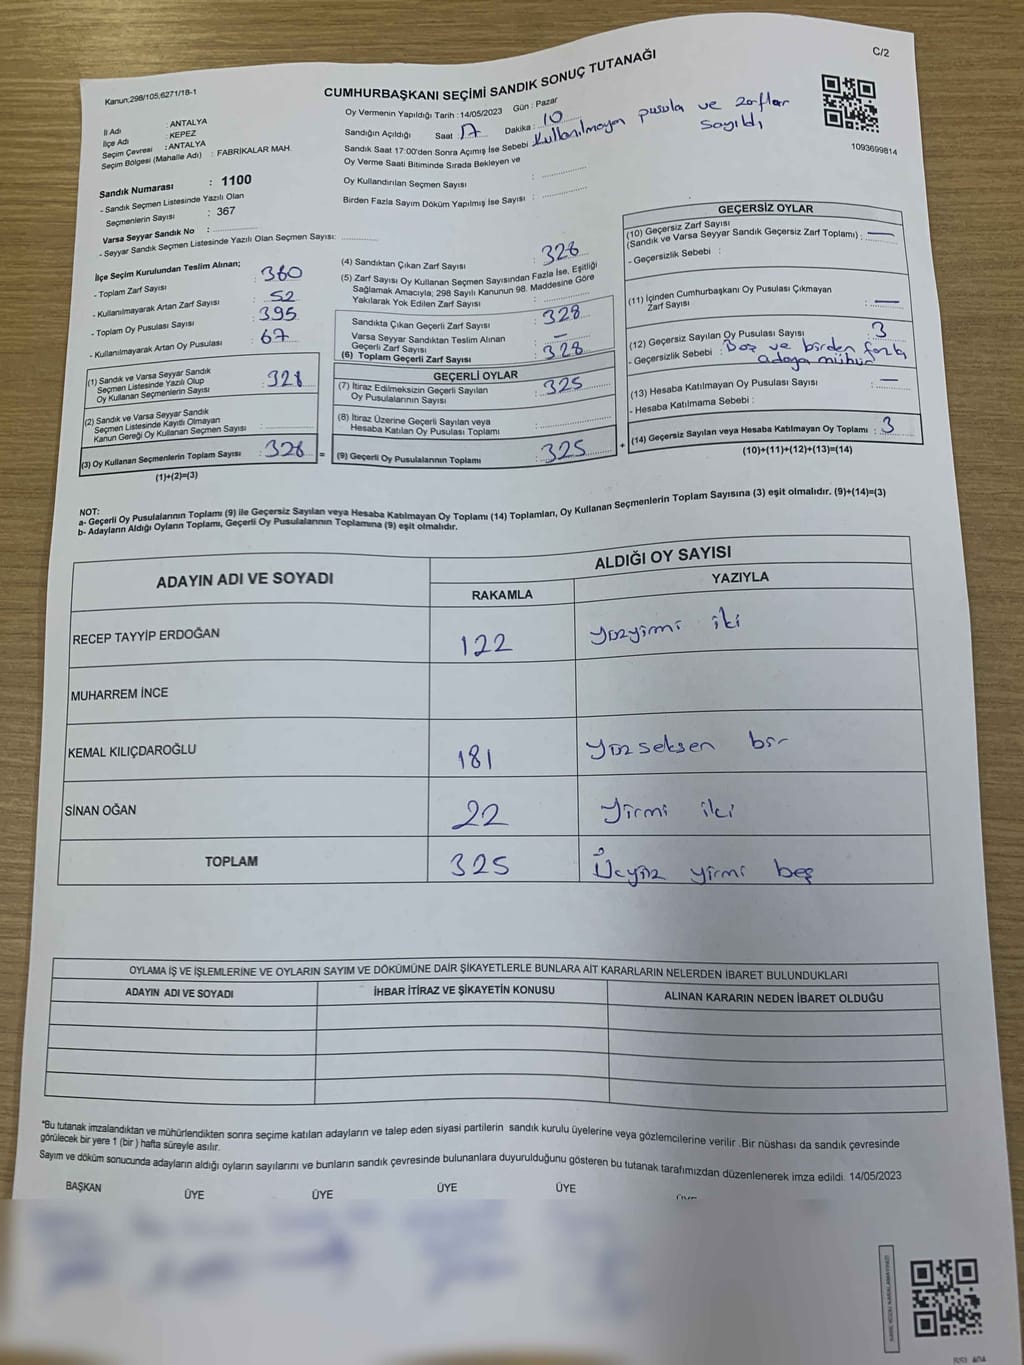 Kanun;298/105,6271/18-1
C/2
CUMHURBAŞKANI SEÇİMİ SANDIK SONUÇ TUTANAĞI
Oy Vermenin Yapıldığı Tarih :14/05/2023 Gün : Pazar
İl Adı : ANTALYA
İlçe Adı : KEPEZ
Seçim Çevresi : ANTALYA
Seçim Bölgesi (Mahalle Adı) : FABRİKALAR MAH.
Sandığın Açıldığı Saat : 17 Dakika : 10
Sandık Saat 17:00'den Sonra Açımış İse Sebebi Kullanılmayan pusula ve zarflar
sayıldı
1093699814
Oy Verme Saati Bitiminde Sırada Bekleyen ve
Oy Kullandırılan Seçmen Sayısı :
Birden Fazla Sayım Döküm Yapılmış İse Sayısı :
Sandık Numarası : 1100
- Sandık Seçmen Listesinde Yazılı Olan
Seçmenlerin Sayısı : 367
Varsa Seyyar Sandık No :
- Seyyar Sandık Seçmen Listesinde Yazılı Olan Seçmen Sayısı:
İlçe Seçim Kurulundan Teslim Alınan;
- Toplam Zarf Sayısı : 380
- Kullanılmayarak Artan Zarf Sayısı : 52
- Toplam Oy Pusulası Sayısı : 395
- Kullanılmayarak Artan Oy Pusulası : 67
(1) Sandık ve Varsa Seyyar Sandık
Seçmen Listesinde Yazılı Olup
Oy Kullanan Seçmenlerin Sayısı : 328
(2) Sandık ve Varsa Seyyar Sandık
Seçmen Listesinde Kayıtlı Olmayan
Kanun Gereği Oy Kullanan Seçmen Sayısı :
(3) Oy Kullanan Seçmenlerin Toplam Sayısı : 328 =
(1)+(2)=(3)
(4) Sandıktan Çıkan Zarf Sayısı : 328
(5) Zarf Sayısı Oy Kullanan Seçmen Sayısından Fazla İse, Eşitliği
Sağlamak Amacıyla; 298 Sayılı Kanunun 98. Maddesine Göre
Yakılarak Yok Edilen Zarf Sayısı :
Sandıkta Çıkan Geçerli Zarf Sayısı : 328
Varsa Seyyar Sandıktan Teslim Alınan
Geçerli Zarf Sayısı : —
(6) Toplam Geçerli Zarf Sayısı : 328
GEÇERLİ OYLAR
(7) İtiraz Edilmeksizin Geçerli Sayılan
Oy Pusulalarının Sayısı : 325
(8) İtiraz Üzerine Geçerli Sayılan veya
Hesaba Katılan Oy Pusulası Toplamı :
(9) Geçerli Oy Pusulalarının Toplamı : 325 +
GEÇERSİZ OYLAR
(10) Geçersiz Zarf Sayısı
(Sandık ve Varsa Seyyar Sandık Geçersiz Zarf Toplamı) : —
- Geçersizlik Sebebi :
(11) İçinden Cumhurbaşkanı Oy Pusulası Çıkmayan
Zarf Sayısı : —
(12) Geçersiz Sayılan Oy Pusulası Sayısı : 3
- Geçersizlik Sebebi : Boş ve birden fazla
adaya mühür
(13) Hesaba Katılmayan Oy Pusulası Sayısı : —
- Hesaba Katılmama Sebebi :
(14) Geçersiz Sayılan veya Hesaba Katılmayan Oy Toplamı : 3
(10)+(11)+(12)+(13)=(14)
NOT:
a- Geçerli Oy Pusulalarının Toplamı (9) ile Geçersiz Sayılan veya Hesaba Katılmayan Oy Toplamı (14) Toplamları, Oy Kullanan Seçmenlerin Toplam Sayısına (3) eşit olmalıdır. (9)+(14)=(3)
b- Adayların Aldığı Oyların Toplamı, Geçerli Oy Pusulalarının Toplamına (9) eşit olmalıdır.
ADAYIN ADI VE SOYADI
ALDIĞI OY SAYISI
RAKAMLA YAZIYLA
RECEP TAYYİP ERDOĞAN 122 yüzyirmi iki
MUHARREM İNCE
KEMAL KILIÇDAROĞLU 181 yüz seksen bir
SİNAN OĞAN 22 yirmi iki
TOPLAM 325 Üçyüz yirmi beş
OYLAMA İŞ VE İŞLEMLERİNE VE OYLARIN SAYIM VE DÖKÜMÜNE DAİR ŞİKAYETLERLE BUNLARA AİT KARARLARIN NELERDEN İBARET BULUNDUKLARI
ADAYIN ADI VE SOYADI İHBAR İTİRAZ VE ŞİKAYETİN KONUSU ALINAN KARARIN NEDEN İBARET OLDUĞU
*Bu tutanak imzalandıktan ve mühürlendikten sonra seçime katılan adayların ve talep eden siyasi partilerin sandık kurulu üyelerine veya gözlemcilerine verilir .Bir nüshası da sandık çevresinde
görülecek bir yere 1 (bir ) hafta süreyle asılır.
Sayım ve döküm sonucunda adayların aldığı oyların sayılarını ve bunların sandık çevresinde bulunanlara duyurulduğunu gösteren bu tutanak tarafımızdan düzenlenerek imza edildi. 14/05/2023
BAŞKAN ÜYE ÜYE ÜYE ÜYE